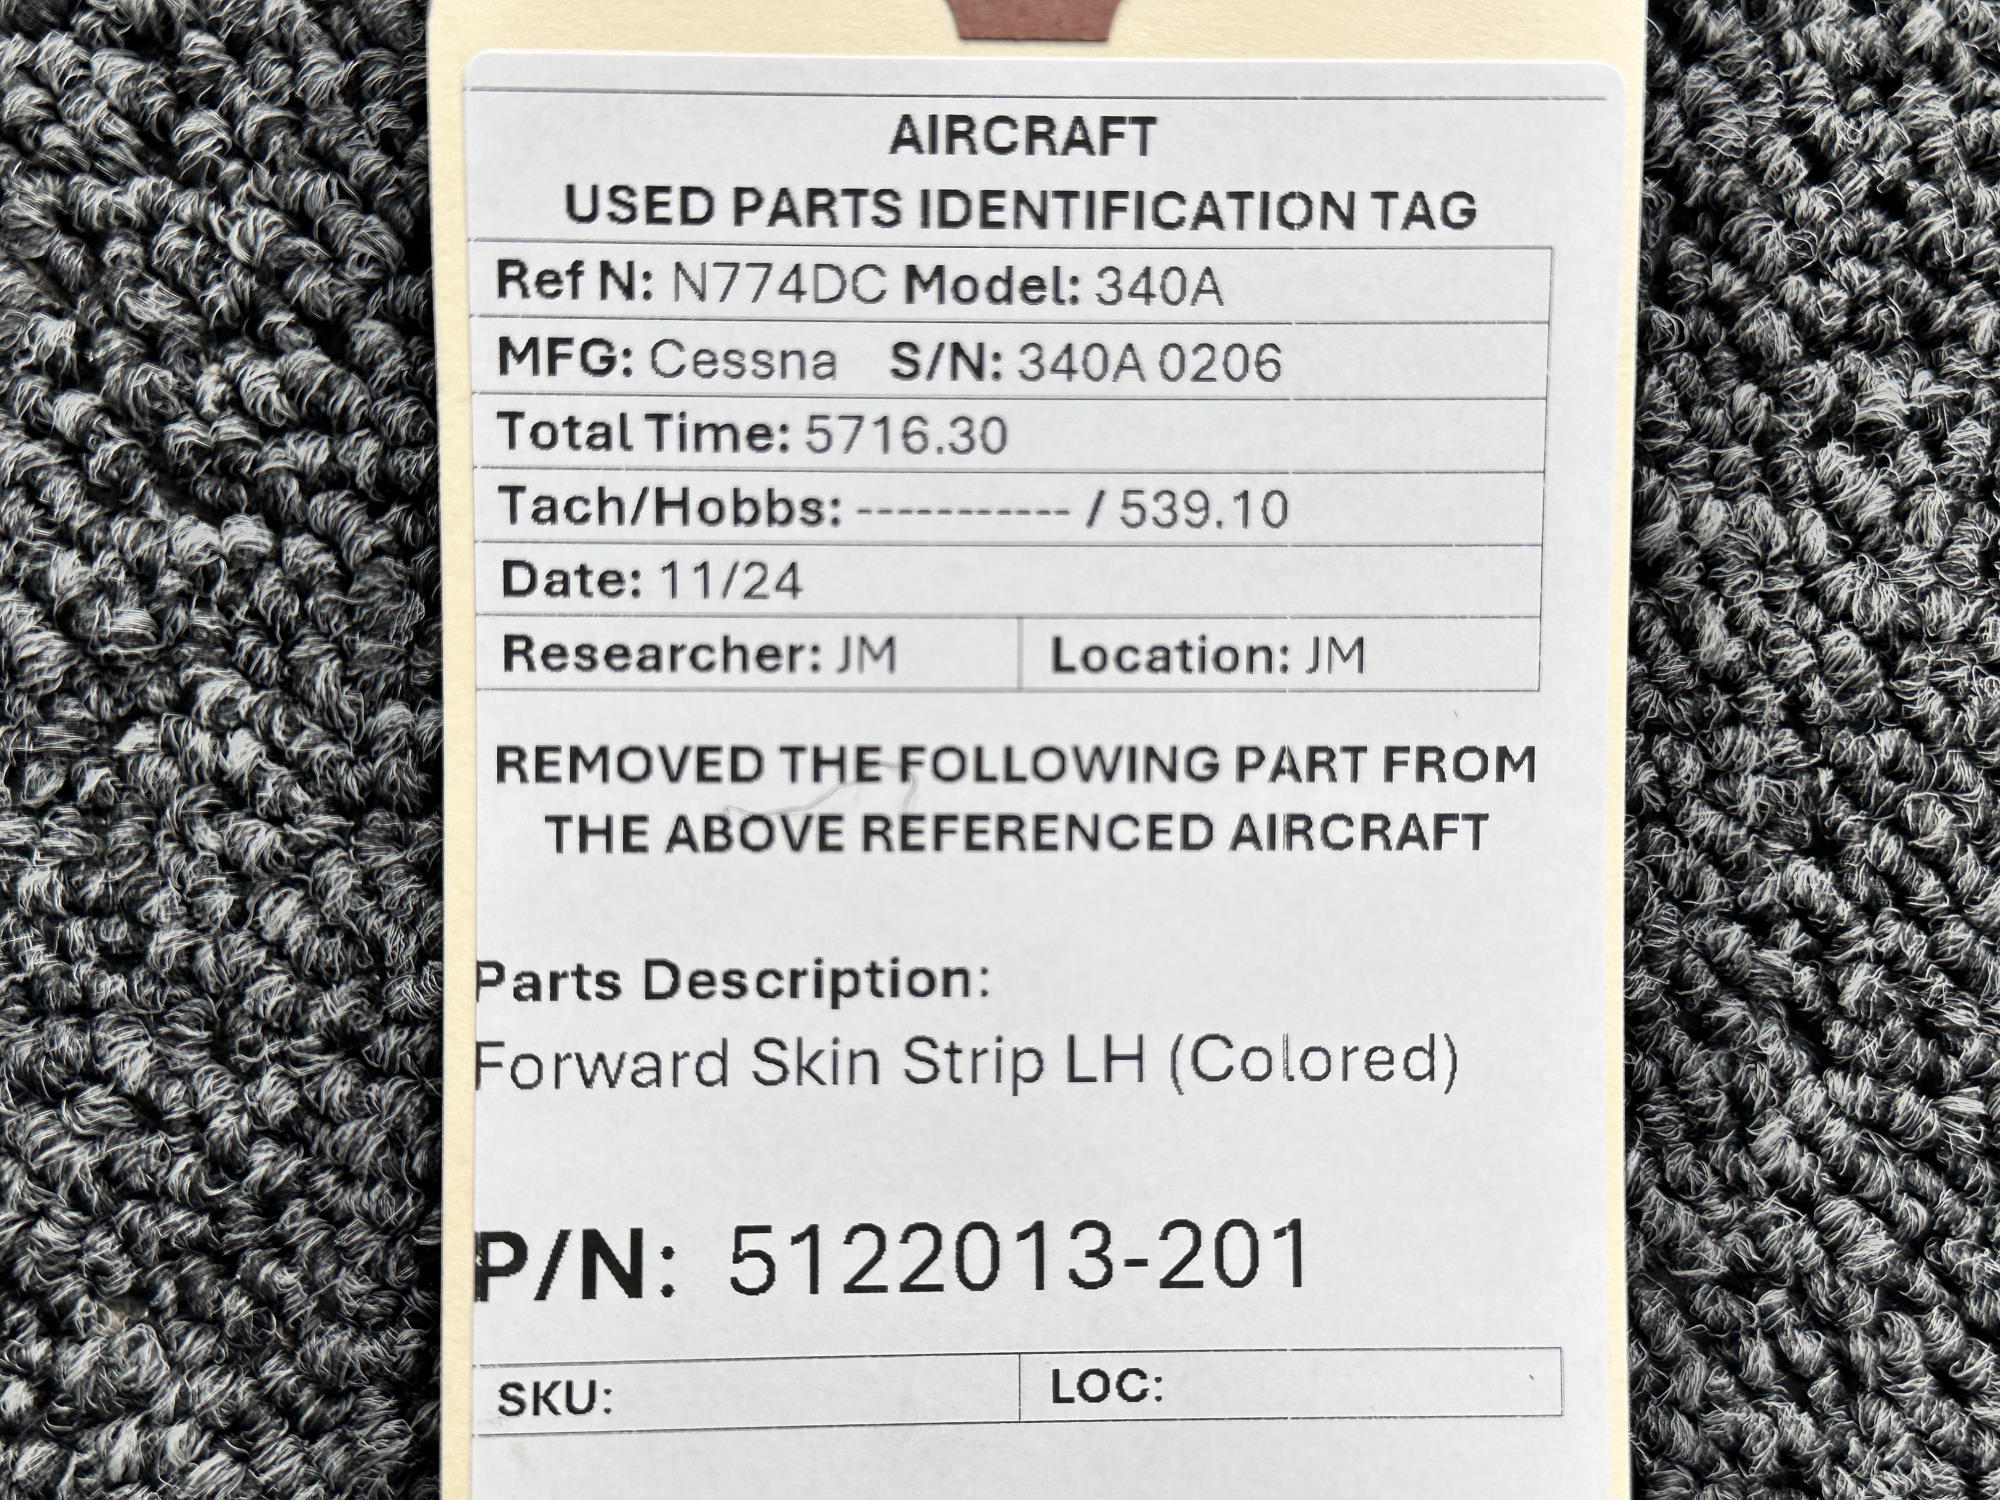 AIRCRAFT
USED PARTS IDENTIFICATION TAG
Ref N: N774DC Model: 340A
MFG: Cessna S/N: 340A 0206
Total Time: 5716.30
Tach/Hobbs: ----------- / 539.10
Date: 11/24
Researcher: JM Location: JM
REMOVED THE FOLLOWING PART FROM
THE ABOVE REFERENCED AIRCRAFT
Parts Description:
Forward Skin Strip LH (Colored)
P/N: 5122013-201
SKU: LOC: